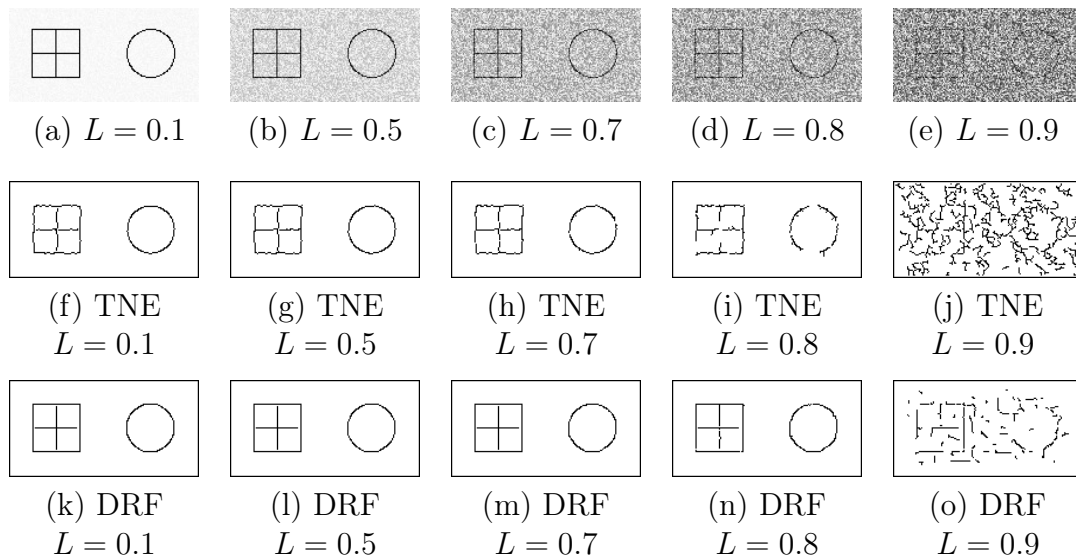 (a) L = 0.1
(b) L = 0.5
(c) L = 0.7
(d) L = 0.8
(e) L = 0.9
(f) TNE
L = 0.1
(g) TNE
L = 0.5
(h) TNE
L = 0.7
(i) TNE
L = 0.8
(j) TNE
L = 0.9
(k) DRF
L = 0.1
(l) DRF
L = 0.5
(m) DRF
L = 0.7
(n) DRF
L = 0.8
(o) DRF
L = 0.9